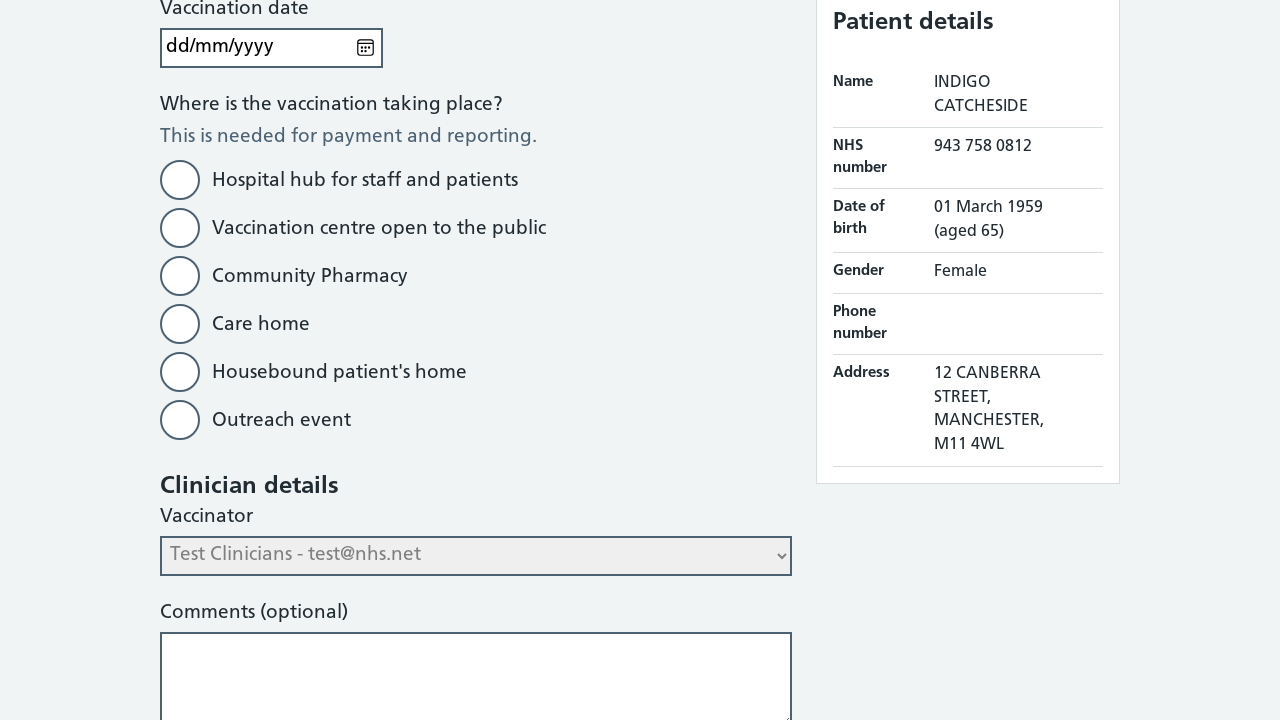 Vaccination date
dd/mm/yyyy
Where is the vaccination taking place?
This is needed for payment and reporting.
Hospital hub for staff and patients
Vaccination centre open to the public
Community Pharmacy
Care home
Housebound patient's home
Outreach event
Clinician details
Vaccinator
Test Clinicians - test@nhs.net
Comments (optional)
Patient details
Name
INDIGO
CATCHESIDE
NHS
number
943 758 0812
Date of
birth
01 March 1959
(aged 65)
Gender
Female
Phone
number
Address
12 CANBERRA
STREET,
MANCHESTER,
M11 4WL